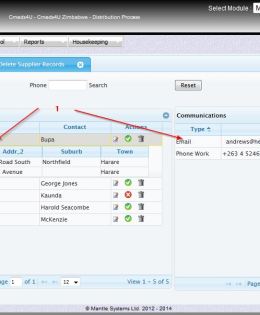 Select Module : M
Cmeds4U - Cmeds4U Zimbabwe - Distribution Process
ol Reports Housekeeping
Delete Supplier Records
Phone Search Reset
1
Communications
Contact Actions Type
Bupa Email andrews@he
Addr_2 Suburb Town Phone Work +263 4 5246
Road South Northfield Harare
Avenue Harare
George Jones
Kaunda
Harold Seacombe
McKenzie
age 1 of 1 12 View 1 - 5 of 5 Page
© Mantle Systems Ltd. 2012 - 2014